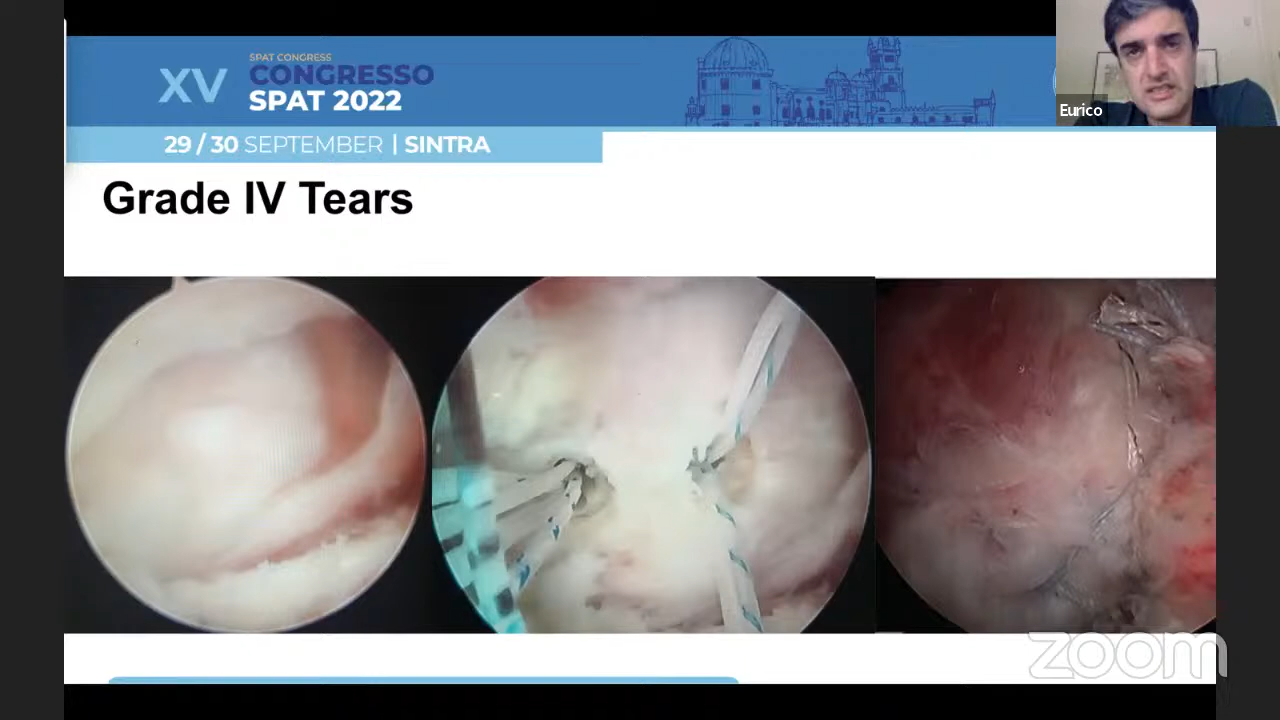 XV
SPAT CONGRESS
CONGRESSO
SPAT 2022
29 / 30 SEPTEMBER | SINTRA
Eurico
Grade IV Tears
zoom